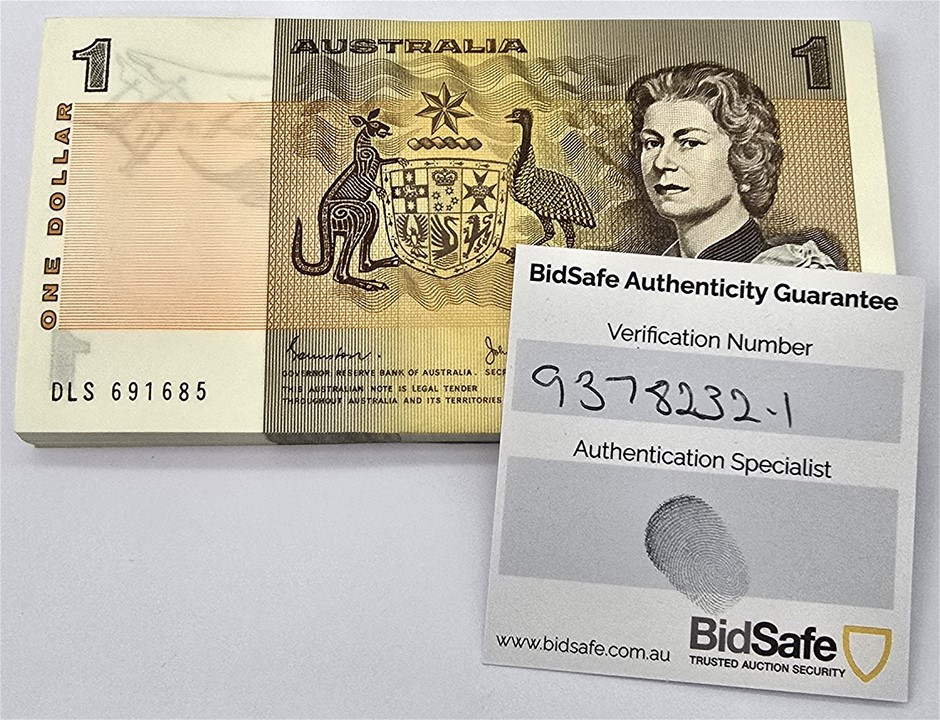 1
AUSTRALIA
1
ONE DOLLAR
GOVERNOR RESERVE BANK OF AUSTRALIA.
THIS AUSTRALIAN NOTE IS LEGAL TENDER
THROUGHOUT AUSTRALIA AND ITS TERRITORIES
DLS 691685
BidSafe Authenticity Guarantee
Verification Number
9378232-1
Authentication Specialist
www.bidsafe.com.au
BidSafe
TRUSTED AUCTION SECURITY